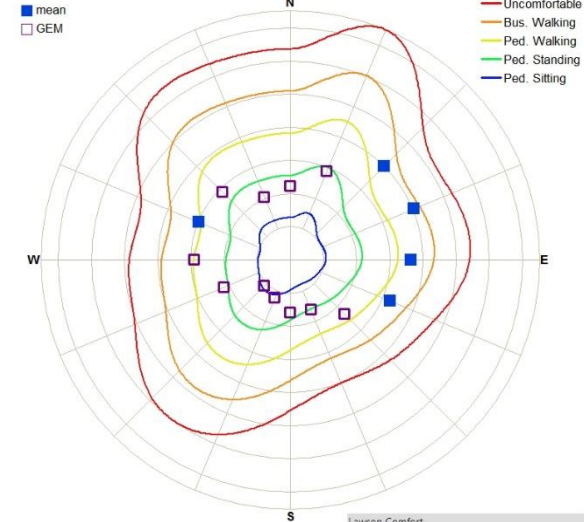 mean
GEM
N
Uncomfortable
Bus. Walking
Ped. Walking
Ped. Standing
Ped. Sitting
W
E
S
Lawson Comfort